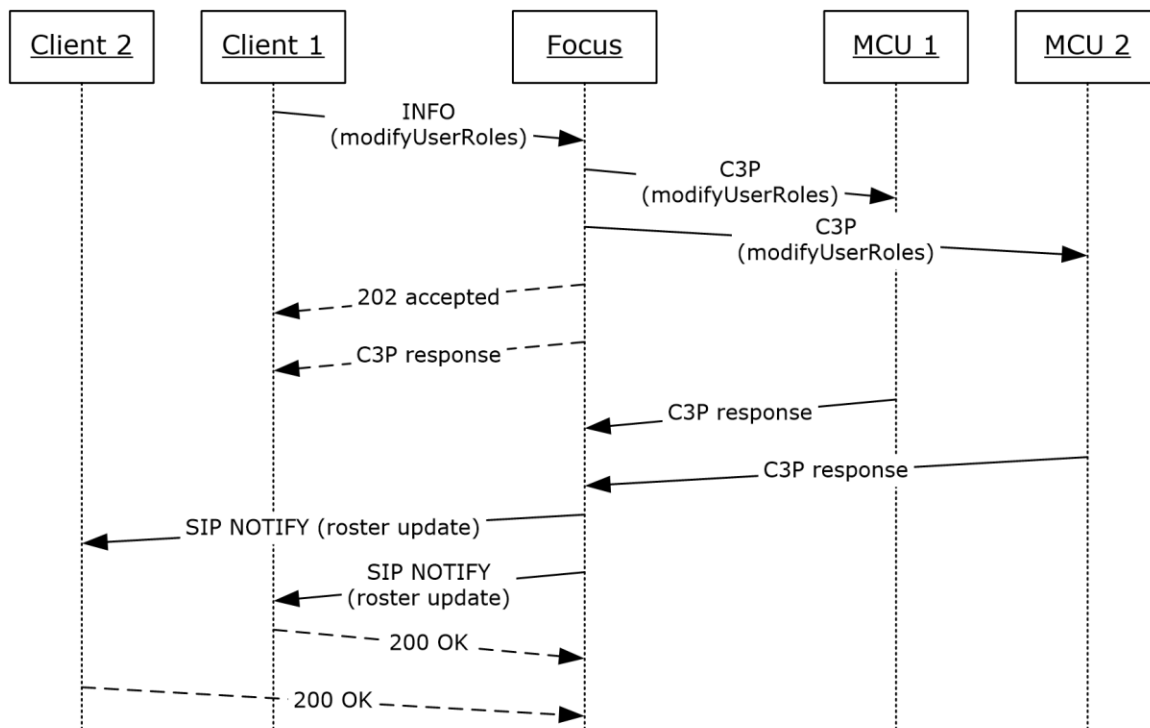 Client 2
Client 1
Focus
MCU 1
MCU 2
INFO
(modifyUserRoles)
C3P
(modifyUserRoles)
C3P
(modifyUserRoles)
202 accepted
C3P response
C3P response
C3P response
SIP NOTIFY (roster update)
SIP NOTIFY
(roster update)
200 OK
200 OK